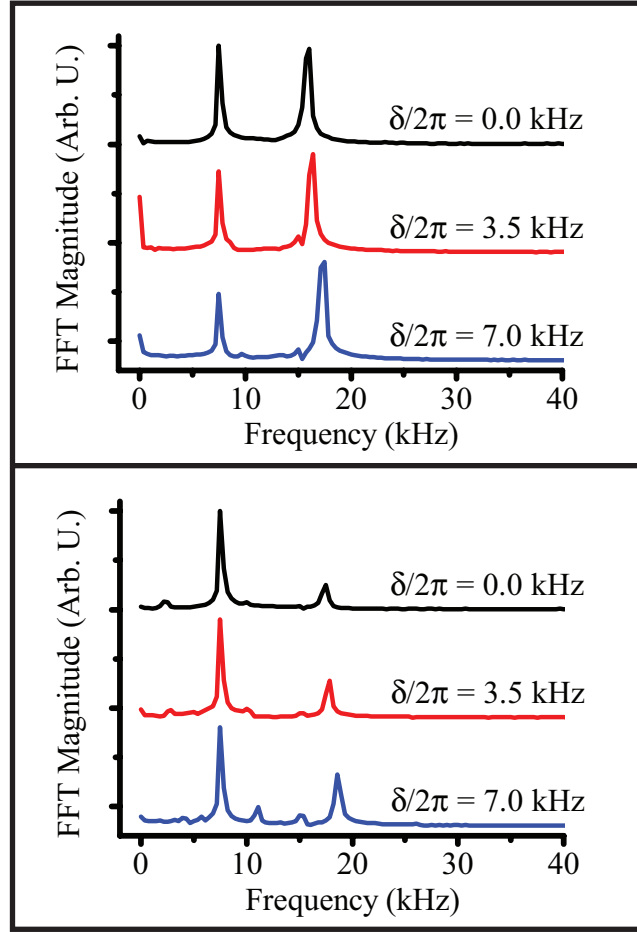 FFT Magnitude (Arb. U.)
δ/2π = 0.0 kHz
δ/2π = 3.5 kHz
δ/2π = 7.0 kHz
0 10 20 30 40
Frequency (kHz)
FFT Magnitude (Arb. U.)
δ/2π = 0.0 kHz
δ/2π = 3.5 kHz
δ/2π = 7.0 kHz
0 10 20 30 40
Frequency (kHz)